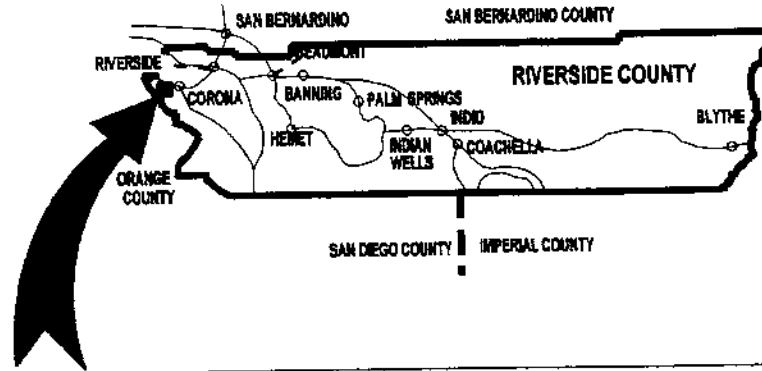 SAN BERNARDINO
SAN BERNARDINO COUNTY
BEAUMONT
RIVERSIDE
RIVERSIDE COUNTY
CORONA
BANNING
PALM SPRINGS
INDIO
BLYTHE
HEMET
INDIAN
WELLS
COACHELLA
ORANGE
COUNTY
SAN DIEGO COUNTY
IMPERIAL COUNTY